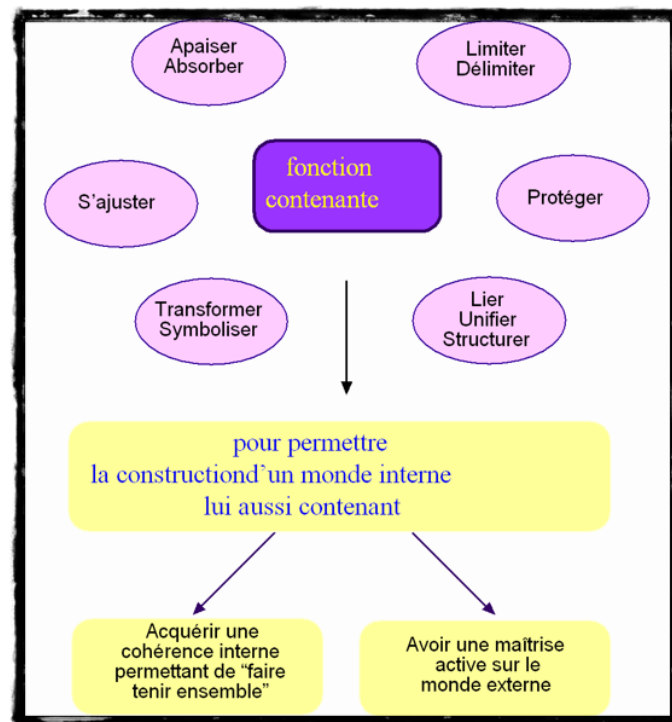 Apaiser
Absorber
Limiter
Délimiter
fonction
contenante
S'ajuster
Protéger
Transformer
Symboliser
Lier
Unifier
Structurer
pour permettre
la constructiond'un monde interne
lui aussi contenant
Acquérir une
cohérence interne
permettant de “faire
tenir ensemble”
Avoir une maîtrise
active sur le
monde externe